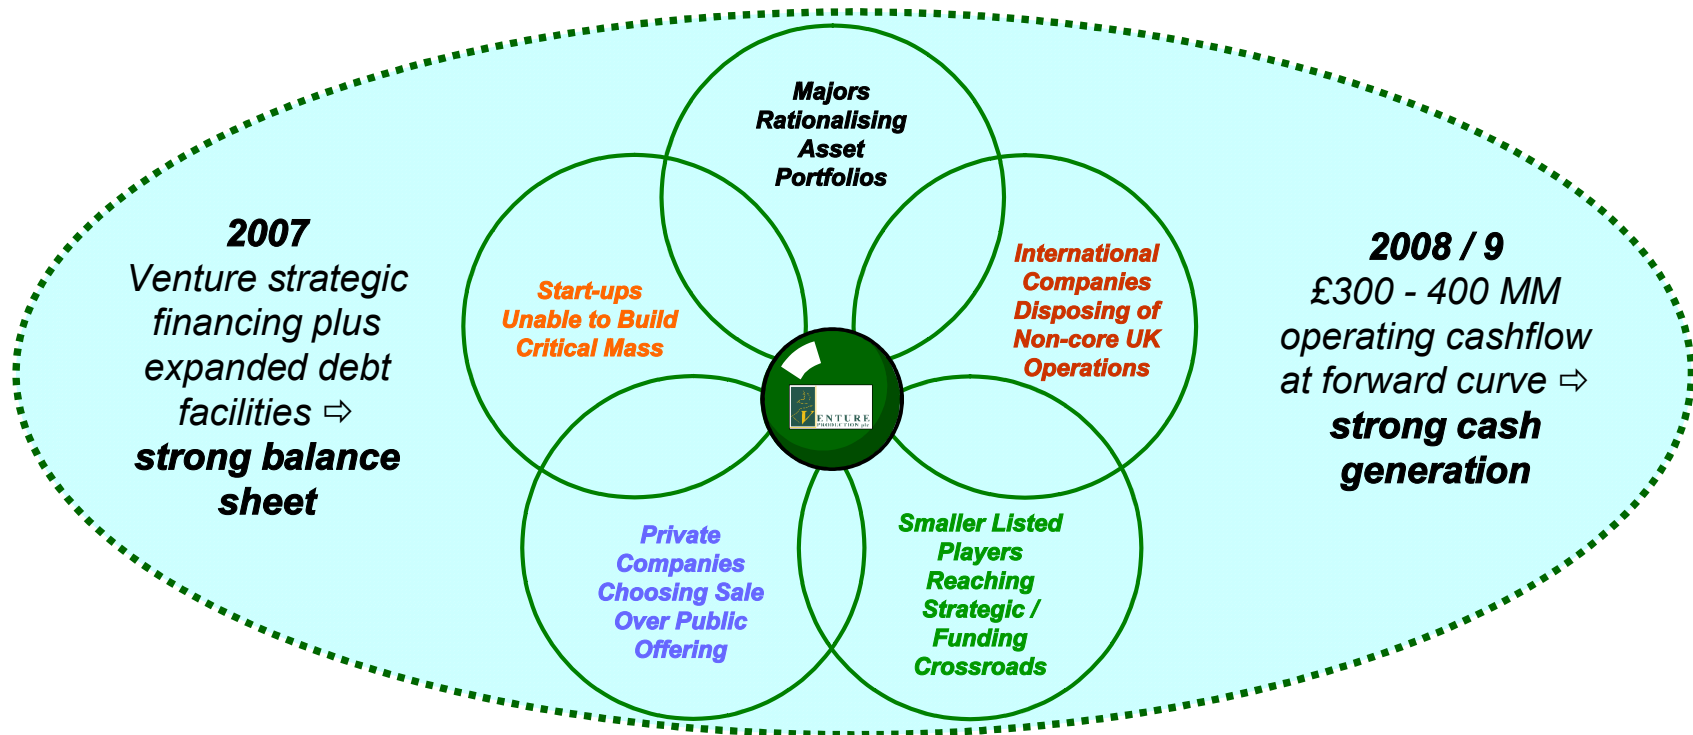 Majors
Rationalising
Asset
Portfolios
2007
Venture strategic
financing plus
expanded debt
facilities ⇨
strong balance
sheet
Start-ups
Unable to Build
Critical Mass
International
Companies
Disposing of
Non-core UK
Operations
2008 / 9
£300 - 400 MM
operating cashflow
at forward curve ⇨
strong cash
generation
VENTURE
PRODUCTION plc
Private
Companies
Choosing Sale
Over Public
Offering
Smaller Listed
Players
Reaching
Strategic /
Funding
Crossroads